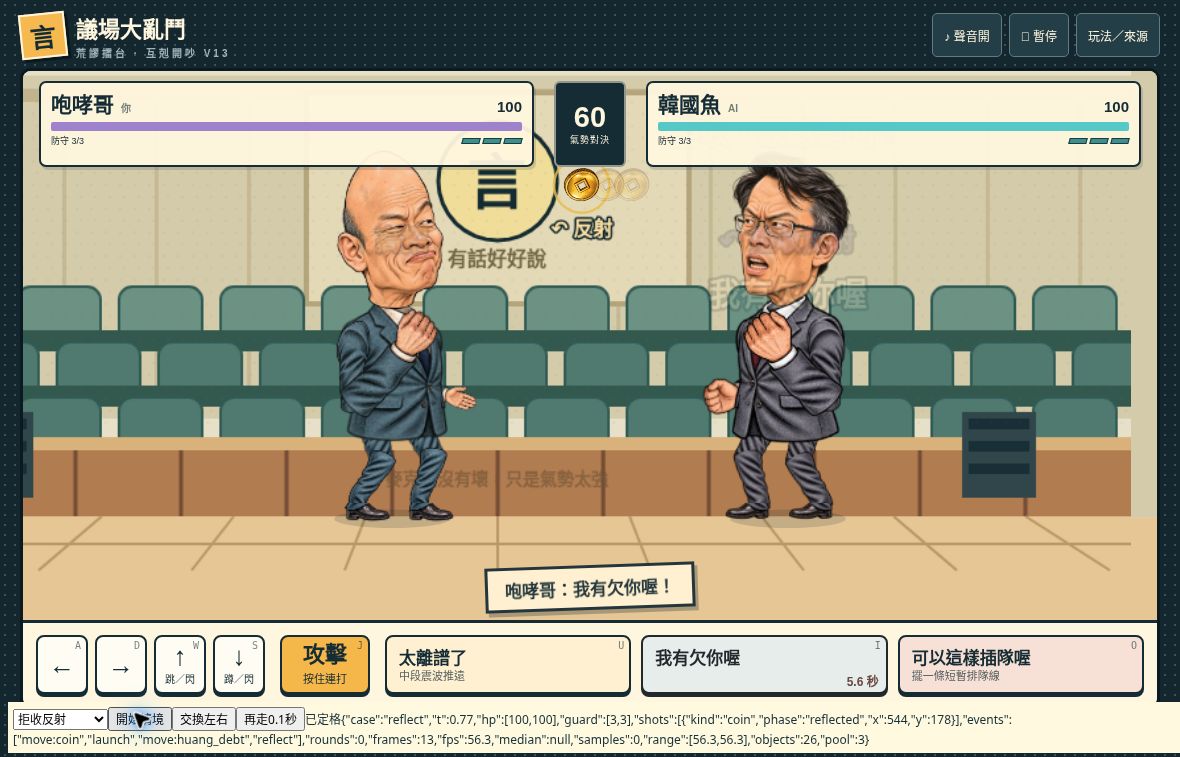 言
議場大亂鬥
荒謬擂台 · 互剋開吵 V13
♪ 聲音開
暫停
玩法／來源
咆哮哥 你 100
防守 3/3
60
氣勢對決
韓國魚 AI 100
防守 3/3
言
反射
有話好好說
我有欠你喔
麥克 沒有壞 只是氣勢太強
咆哮哥：我有欠你喔！
← A
→ D
↑ W
跳／閃
↓ S
蹲／閃
攻擊 J
按住連打
太離譜了 U
中段震波推遠
我有欠你喔 I
5.6 秒
可以這樣插隊喔 O
擺一條短暫排隊線
拒收反射 開始 境 交換左右 再走0.1秒 已定格{"case":"reflect","t":0.77,"hp":[100,100],"guard":[3,3],"shots":[{"kind":"coin","phase":"reflected","x":544,"y":178}],"events":
["move:coin","launch","move:huang_debt","reflect"],"rounds":0,"frames":13,"fps":56.3,"median":null,"samples":0,"range":[56.3,56.3],"objects":26,"pool":3}